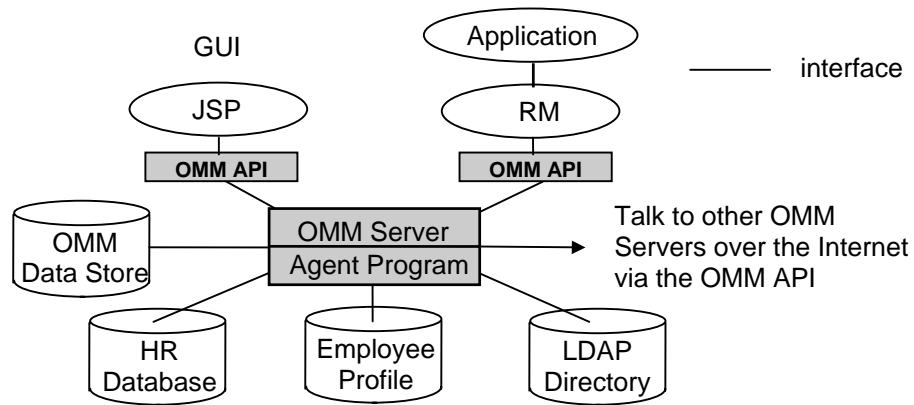 GUI
Application
interface
JSP
RM
OMM API
OMM API
OMM
Data Store
OMM Server
Agent Program
Talk to other OMM
Servers over the Internet
via the OMM API
HR
Database
Employee
Profile
LDAP
Directory